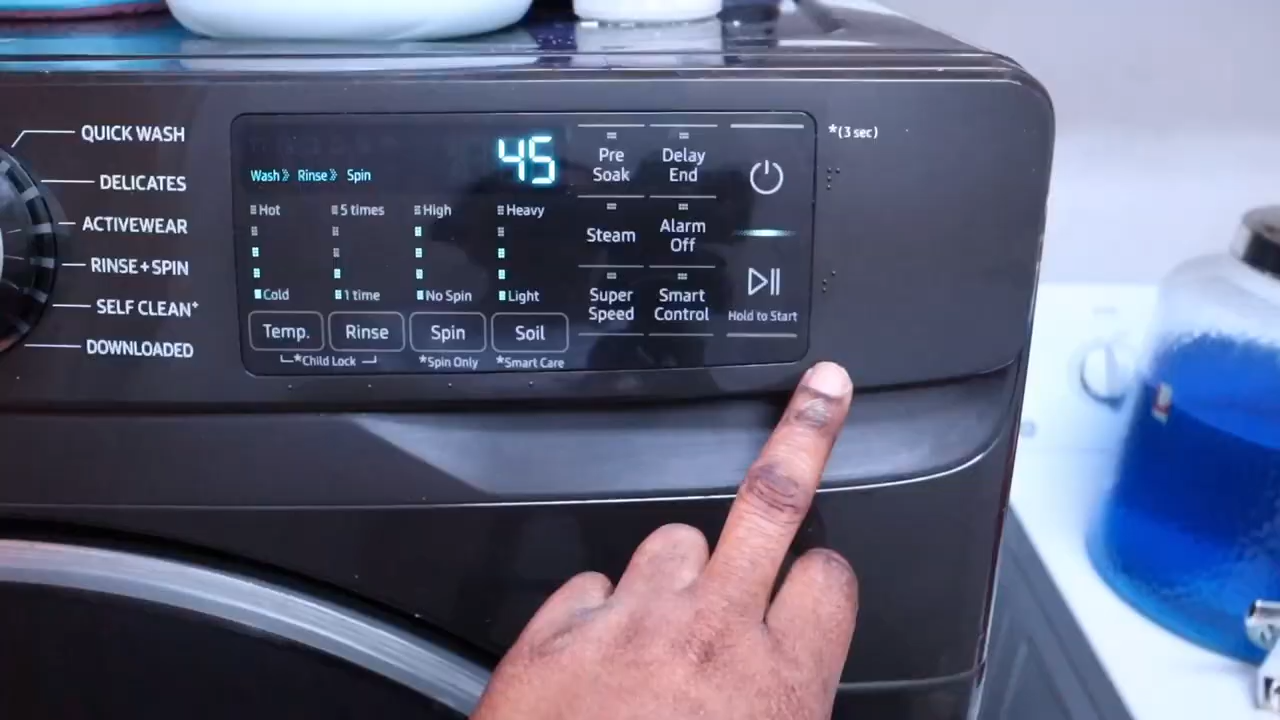 QUICK WASH
DELICATES
ACTIVEWEAR
RINSE+SPIN
SELF CLEAN+
DOWNLOADED
Wash» Rinse» Spin
45
Hot 5 times High Heavy
Cold 1 time No Spin Light
Temp. Rinse Spin Soil
*Child Lock *Spin Only *Smart Care
Pre Soak
Delay End
Steam
Alarm Off
Super Speed
Smart Control
Hold to Start
*(3 sec)